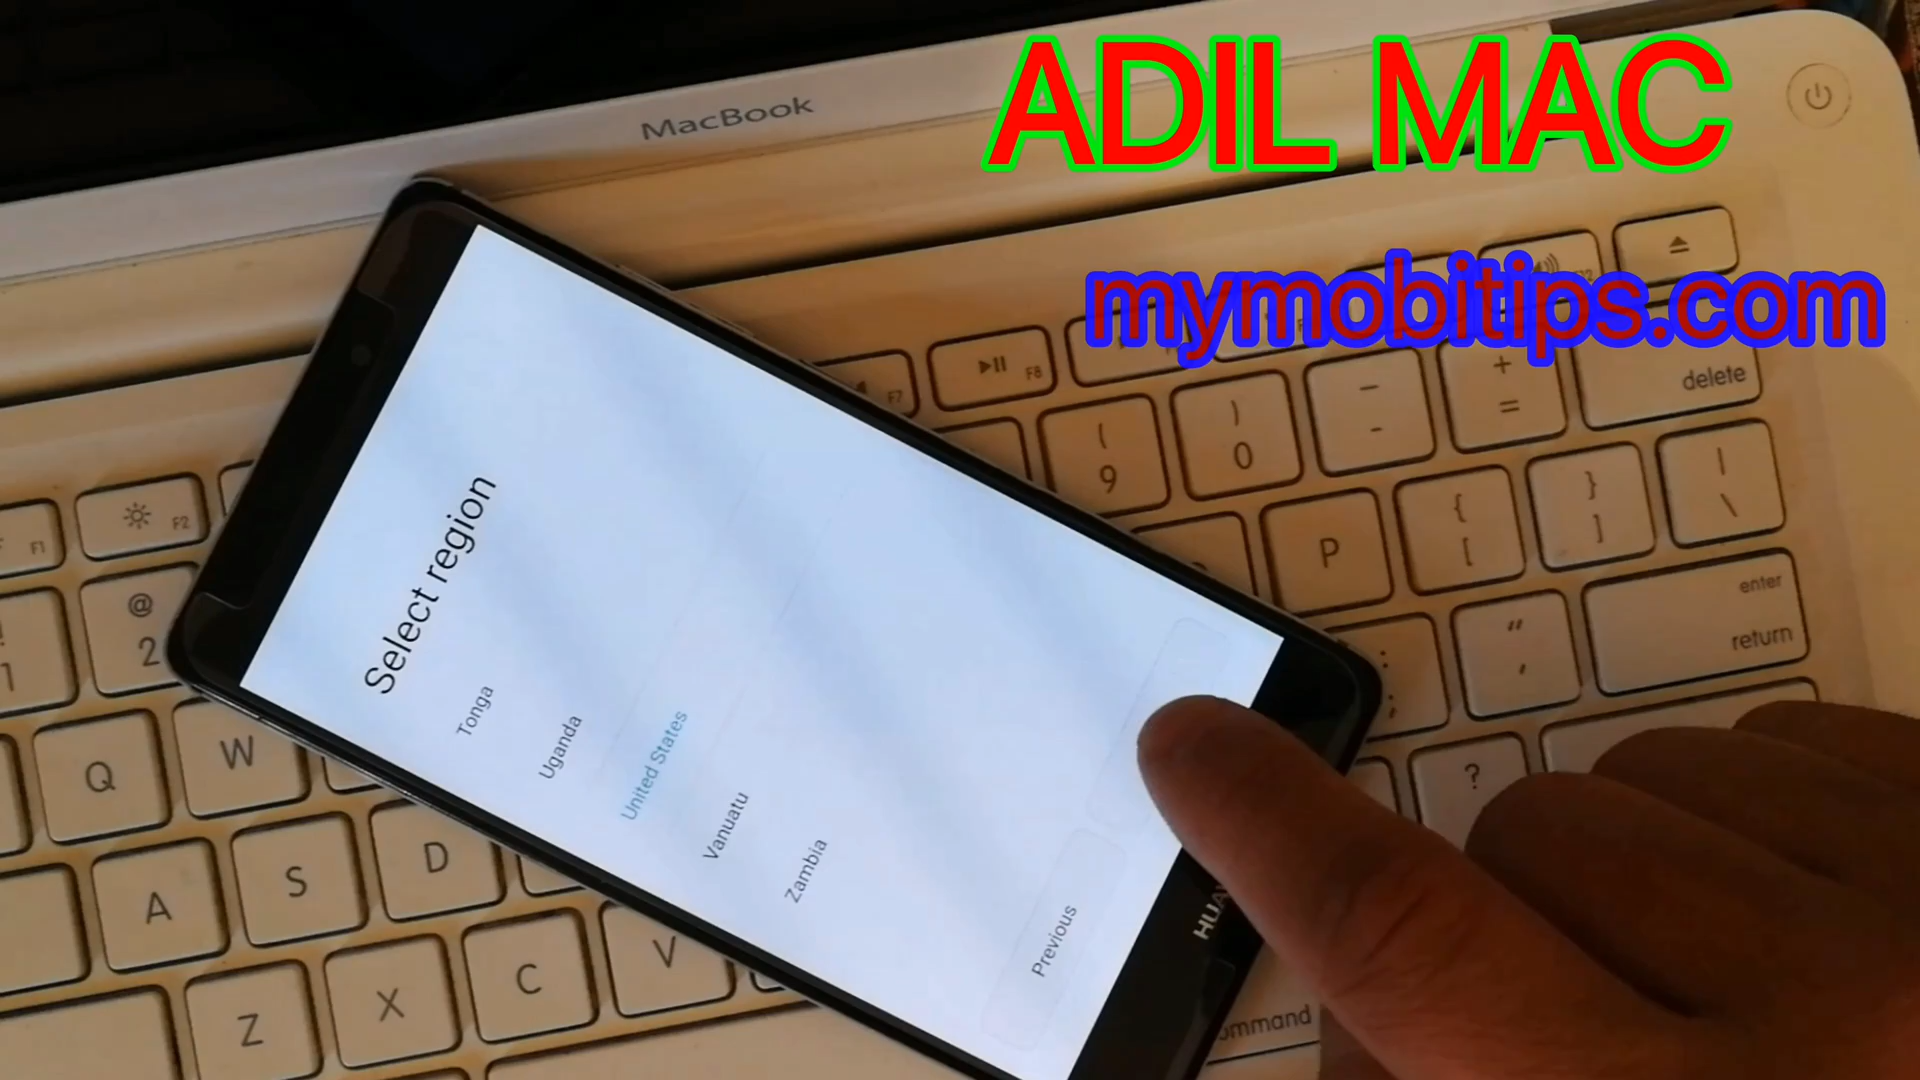 ADIL MAC
mymobitips.com
MacBook
Select region
Tonga
Uganda
United States
Vanuatu
Zambia
Previous
F1
F2
F7
F8
@
2
1
(
9
)
0
-
+
=
delete
Q
W
P
{
[
}
]
|
\
enter
return
A
S
D
:
;
"
'
Z
X
C
V
?